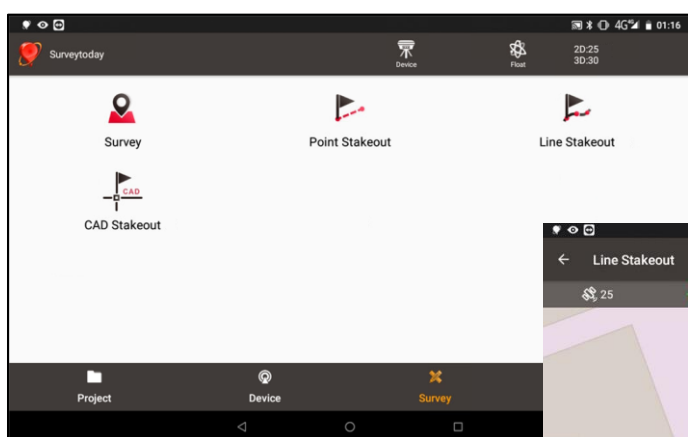 4G 01:16
Surveytoday
Device
Float
2D:25
3D:30
Survey
Point Stakeout
Line Stakeout
CAD
CAD Stakeout
Line Stakeout
25
Project
Device
Survey